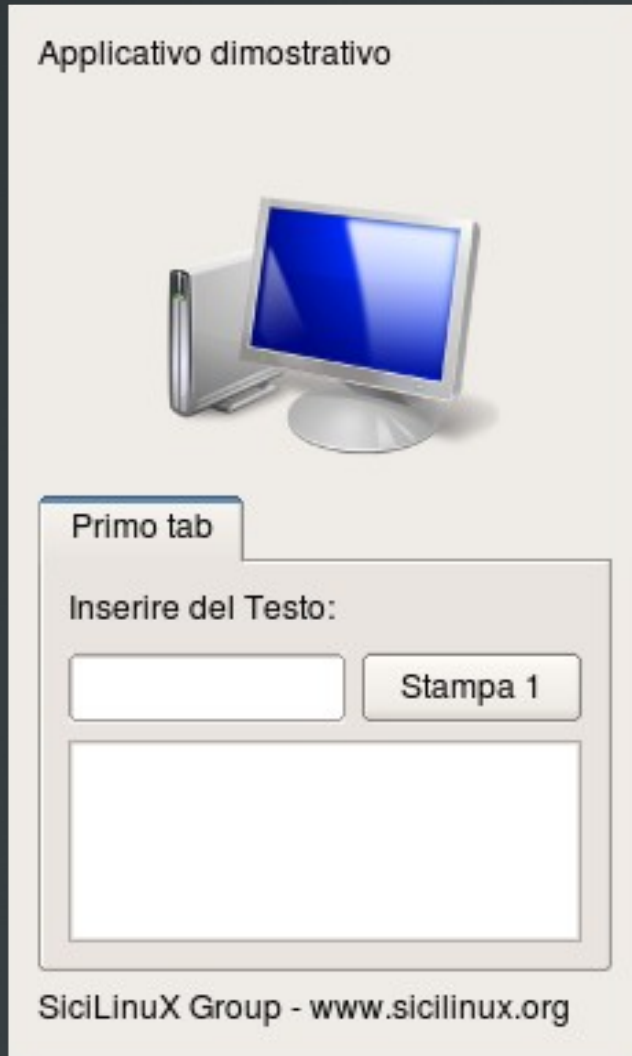 Applicativo dimostrativo
Primo tab
Inserire del Testo:
Stampa 1
SiciLinuX Group - www.sicilinux.org